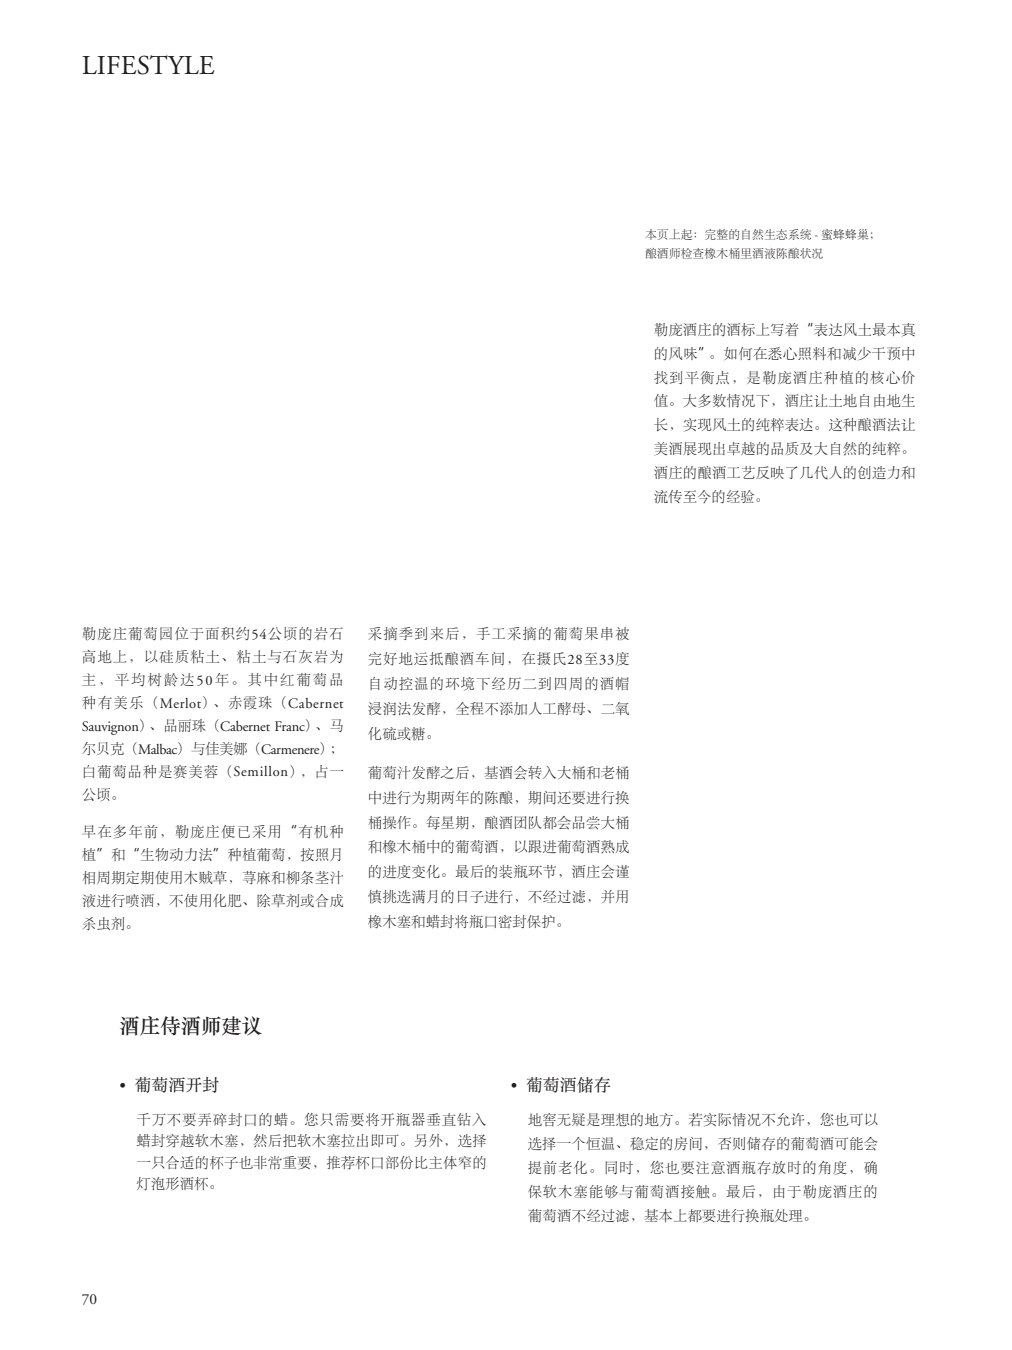 LIFESTYLE
本页上起：完整的自然生态系统 - 蜜蜂蜂巢；
酿酒师检查橡木桶里酒液陈酿状况
勒庞酒庄的酒标上写着 "表达风土最本真
的风味" 。如何在悉心照料和减少干预中
找到平衡点，是勒庞酒庄种植的核心价
值。大多数情况下，酒庄让土地自由地生
长，实现风土的纯粹表达。这种酿酒法让
美酒展现出卓越的品质及大自然的纯粹。
酒庄的酿酒工艺反映了几代人的创造力和
流传至今的经验。
勒庞庄葡萄园位于面积约54公顷的岩石
高地上，以硅质粘土、粘土与石灰岩为
主，平均树龄达50年。其中红葡萄品
种有美乐（Merlot）、赤霞珠（Cabernet
Sauvignon）、品丽珠（Cabernet Franc）、马
尔贝克（Malbac）与佳美娜（Carmenere）；
白葡萄品种是赛美蓉（Semillon），占一
公顷。
早在多年前，勒庞庄便已采用 "有机种
植" 和 "生物动力法" 种植葡萄，按照月
相周期定期使用木贼草，荨麻和柳条茎汁
液进行喷洒，不使用化肥、除草剂或合成
杀虫剂。
采摘季到来后，手工采摘的葡萄果串被
完好地运抵酿酒车间，在摄氏28至33度
自动控温的环境下经历二到四周的酒帽
浸润法发酵，全程不添加人工酵母、二氧
化硫或糖。
葡萄汁发酵之后，基酒会转入大桶和老桶
中进行为期两年的陈酿，期间还要进行换
桶操作。每星期，酿酒团队都会品尝大桶
和橡木桶中的葡萄酒，以跟进葡萄酒熟成
的进度变化。最后的装瓶环节，酒庄会谨
慎挑选满月的日子进行，不经过滤，并用
橡木塞和蜡封将瓶口密封保护。
酒庄侍酒师建议
• 葡萄酒开封
千万不要弄碎封口的蜡。您只需要将开瓶器垂直钻入
蜡封穿越软木塞，然后把软木塞拉出即可。另外，选择
一只合适的杯子也非常重要，推荐杯口部份比主体窄的
灯泡形酒杯。
• 葡萄酒储存
地窖无疑是理想的地方。若实际情况不允许，您也可以
选择一个恒温、稳定的房间，否则储存的葡萄酒可能会
提前老化。同时，您也要注意酒瓶存放时的角度，确
保软木塞能够与葡萄酒接触。最后，由于勒庞酒庄的
葡萄酒不经过滤，基本上都要进行换瓶处理。
70